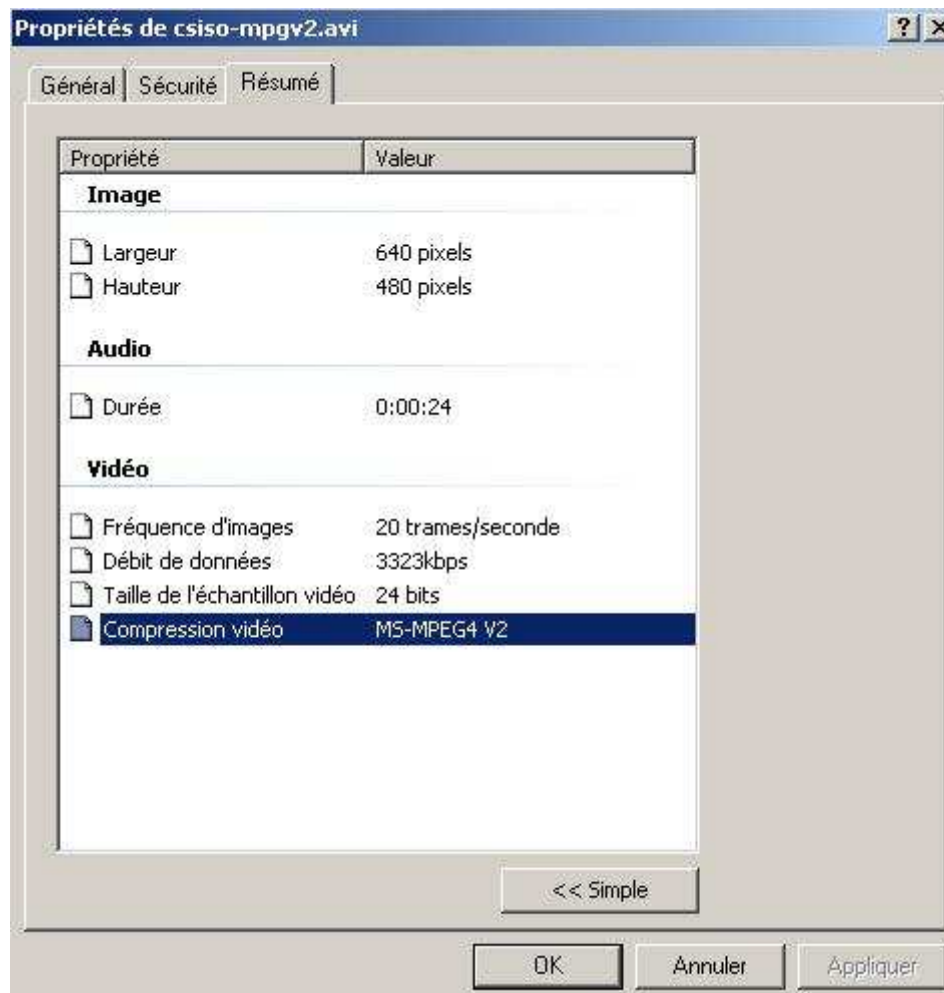 Propriétés de csiso-mpgv2.avi
Général Sécurité Résumé
Propriété Valeur
Image
Largeur 640 pixels
Hauteur 480 pixels
Audio
Durée 0:00:24
Vidéo
Fréquence d'images 20 trames/seconde
Débit de données 3323kbps
Taille de l'échantillon vidéo 24 bits
Compression vidéo MS-MPEG4 V2
<< Simple
OK Annuler Appliquer